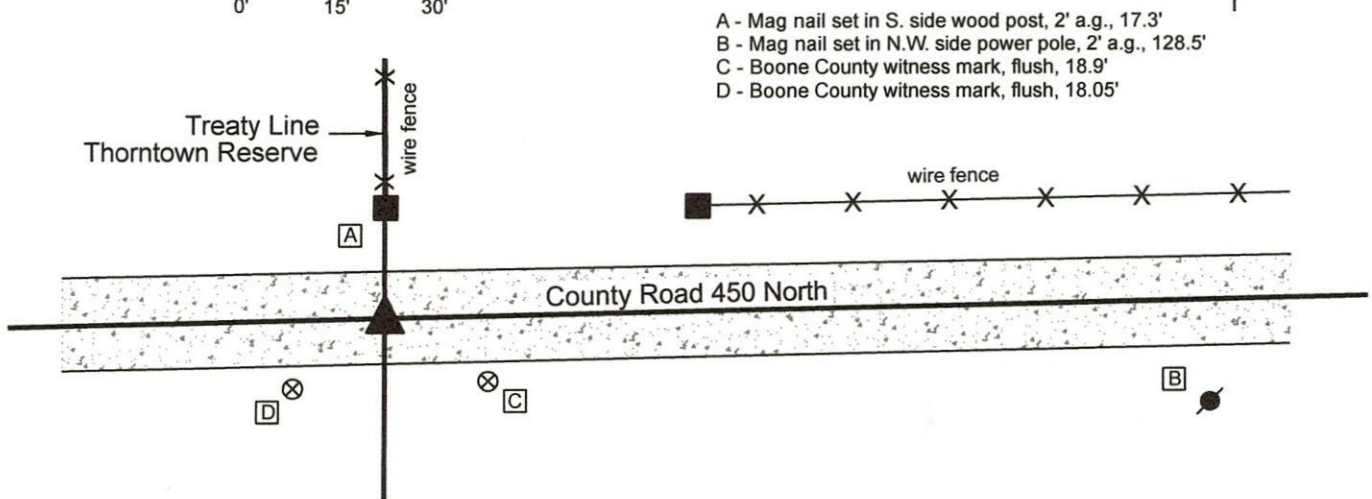 0' 15' 30'
A - Mag nail set in S. side wood post, 2' a.g., 17.3'
B - Mag nail set in N.W. side power pole, 2' a.g., 128.5'
C - Boone County witness mark, flush, 18.9'
D - Boone County witness mark, flush, 18.05'
Treaty Line
Thorntown Reserve
wire fence
wire fence
A
County Road 450 North
D
C
B